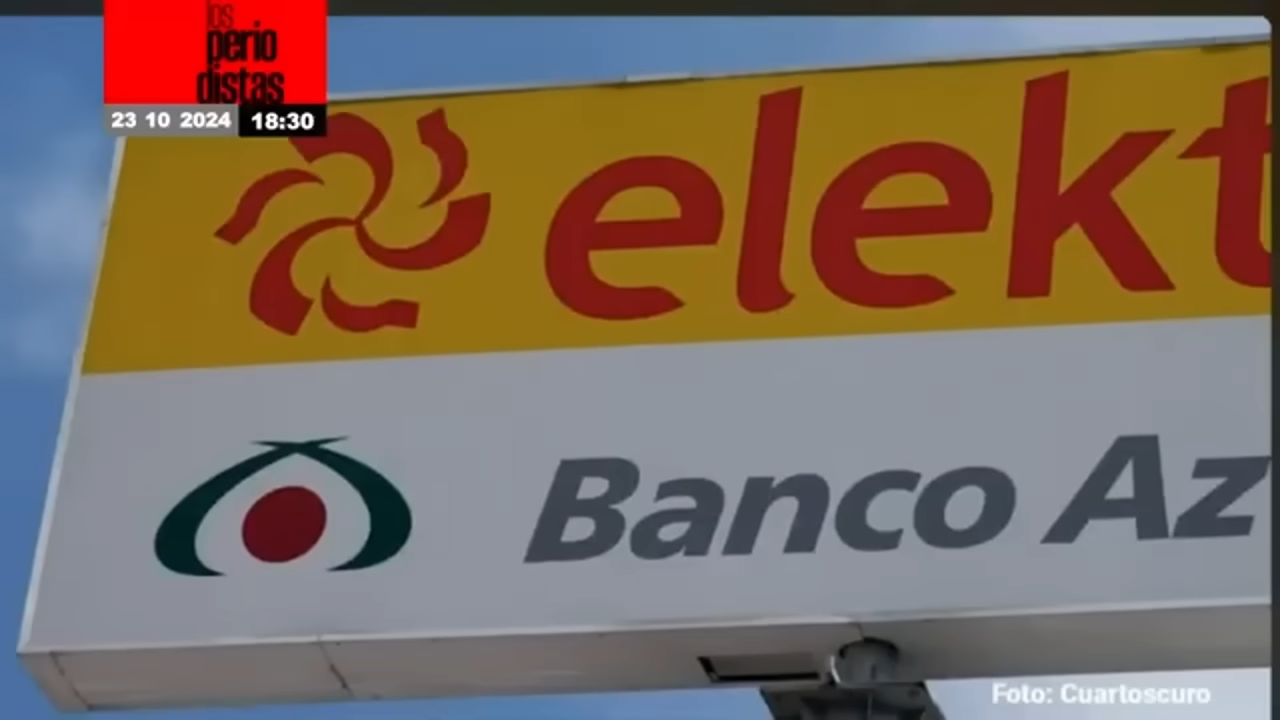 los
perio
distas
23 10 2024 18:30
elekt
Banco Az
Foto: Cuartoscuro